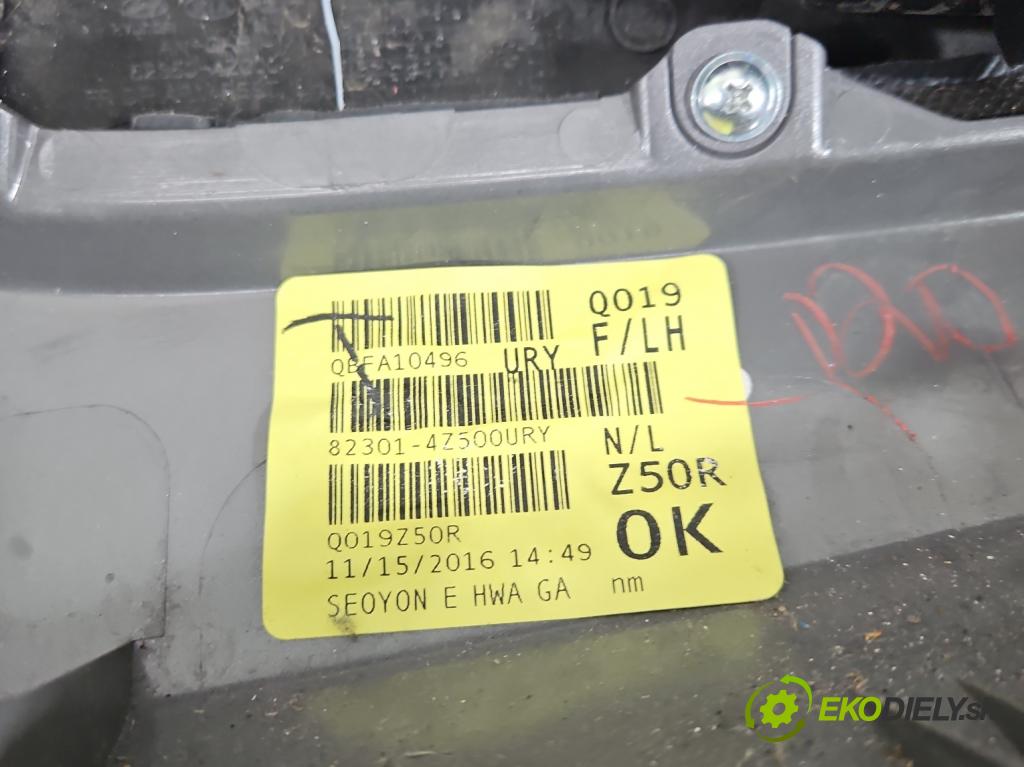 Q019
QBFA10496 URY F/LH
82301-4Z500URY N/L
Z50R
Q019Z50R OK
11/15/2016 14:49
SEOYON E HWA GA nm
EKODIELY.sk